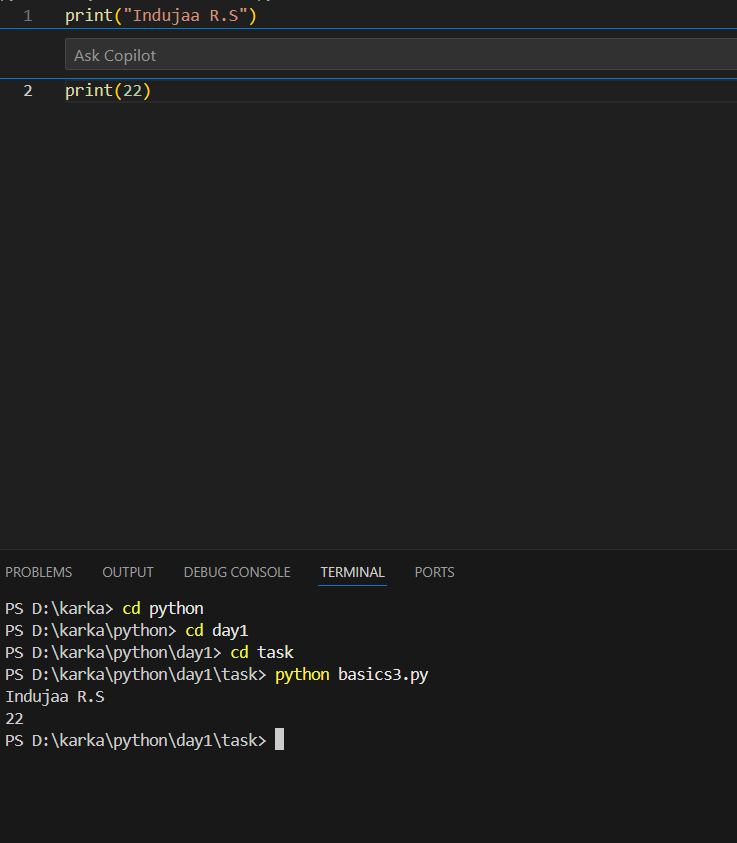 1 print("Indujaa R.S")
Ask Copilot
2 print(22)
PROBLEMS OUTPUT DEBUG CONSOLE TERMINAL PORTS
PS D:\karka> cd python
PS D:\karka\python> cd day1
PS D:\karka\python\day1> cd task
PS D:\karka\python\day1\task> python basics3.py
Indujaa R.S
22
PS D:\karka\python\day1\task>